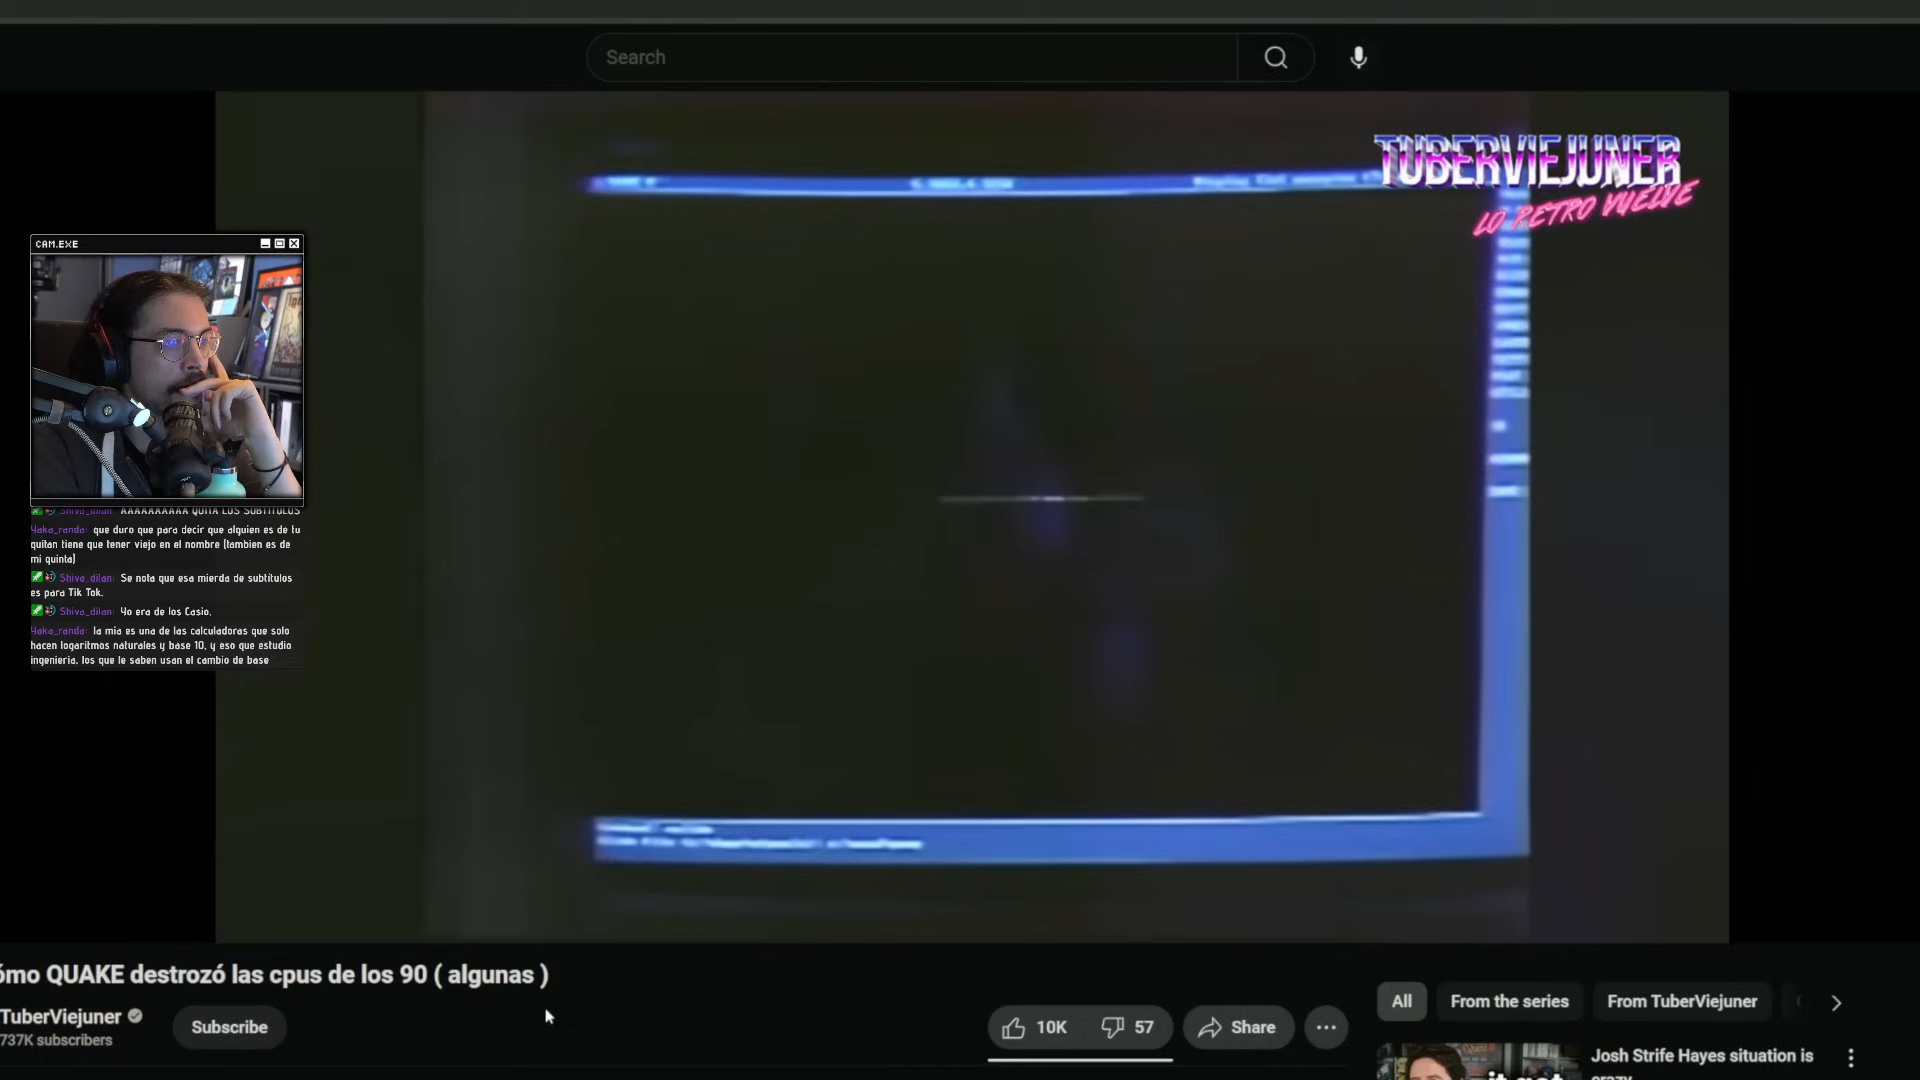 Search
TUBERVIEJUNER
LO RETRO VUELVE
CAM.EXE
Shiva_dilan: AAAAAAAAAA QUITA LOS SUBTITULOS
Yaka_randa: que duro que para decir que alguien es de tu
quitan tiene que tener viejo en el nombre (tambien es de
mi quinta)
Shiva_dilan: Se nota que esa mierda de subtítulos
es para Tik Tok.
Shiva_dilan: Yo era de los Casio.
Yaka_randa: la mia es una de las calculadoras que solo
hacen logaritmos naturales y base 10, y eso que estudio
ingenieria. los que le saben usan el cambio de base
ómo QUAKE destrozó las cpus de los 90 ( algunas )
TuberViejuner
737K subscribers
Subscribe
10K
57
Share
All
From the series
From TuberViejuner
Josh Strife Hayes situation is